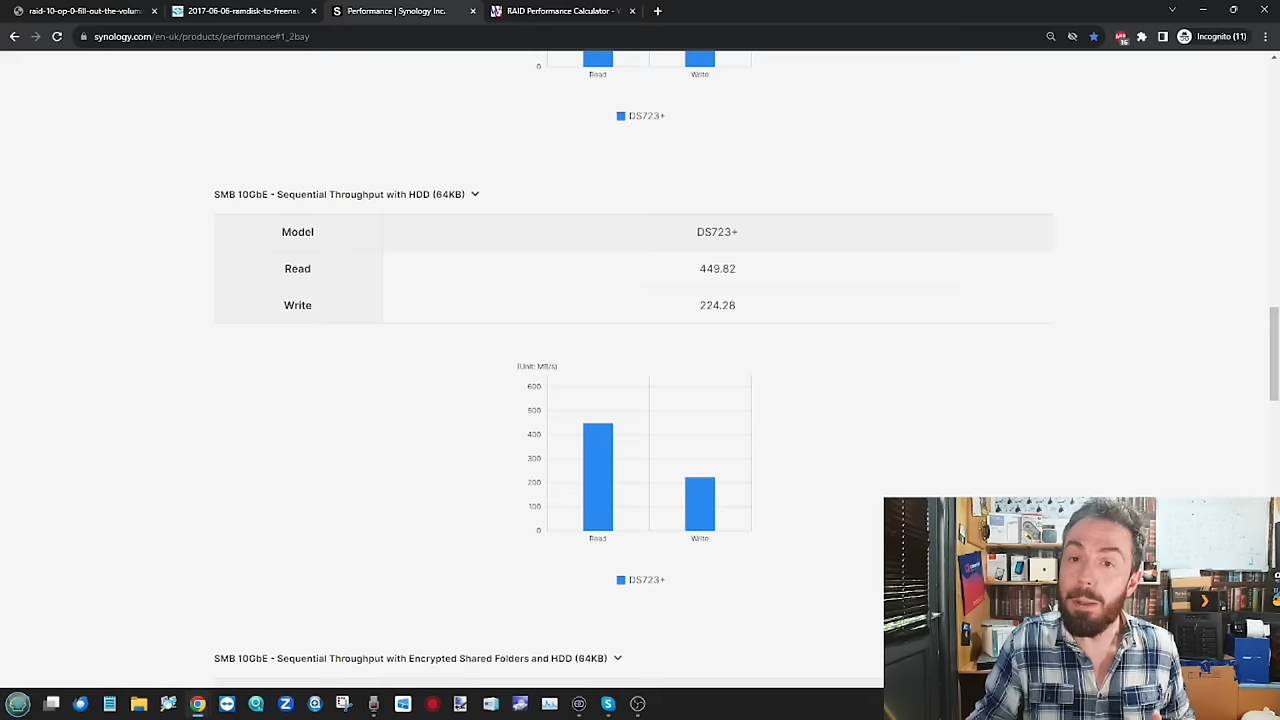 raid-10-op-0-fill-out-the-volum
2017-06-06-ramdisk-to-freenas
Performance | Synology Inc.
RAID Performance Calculator - W
synology.com/en-uk/products/performance#1_2bay
16
Incognito (11)
0
Read
Write
DS723+
SMB 10GbE - Sequential Throughput with HDD (64KB)
Model
DS723+
Read
449.82
Write
224.28
(Unit: MB/s)
600
500
400
300
200
100
0
Read
Write
DS723+
SMB 10GbE - Sequential Throughput with Encrypted Shared Folders and HDD (64KB)